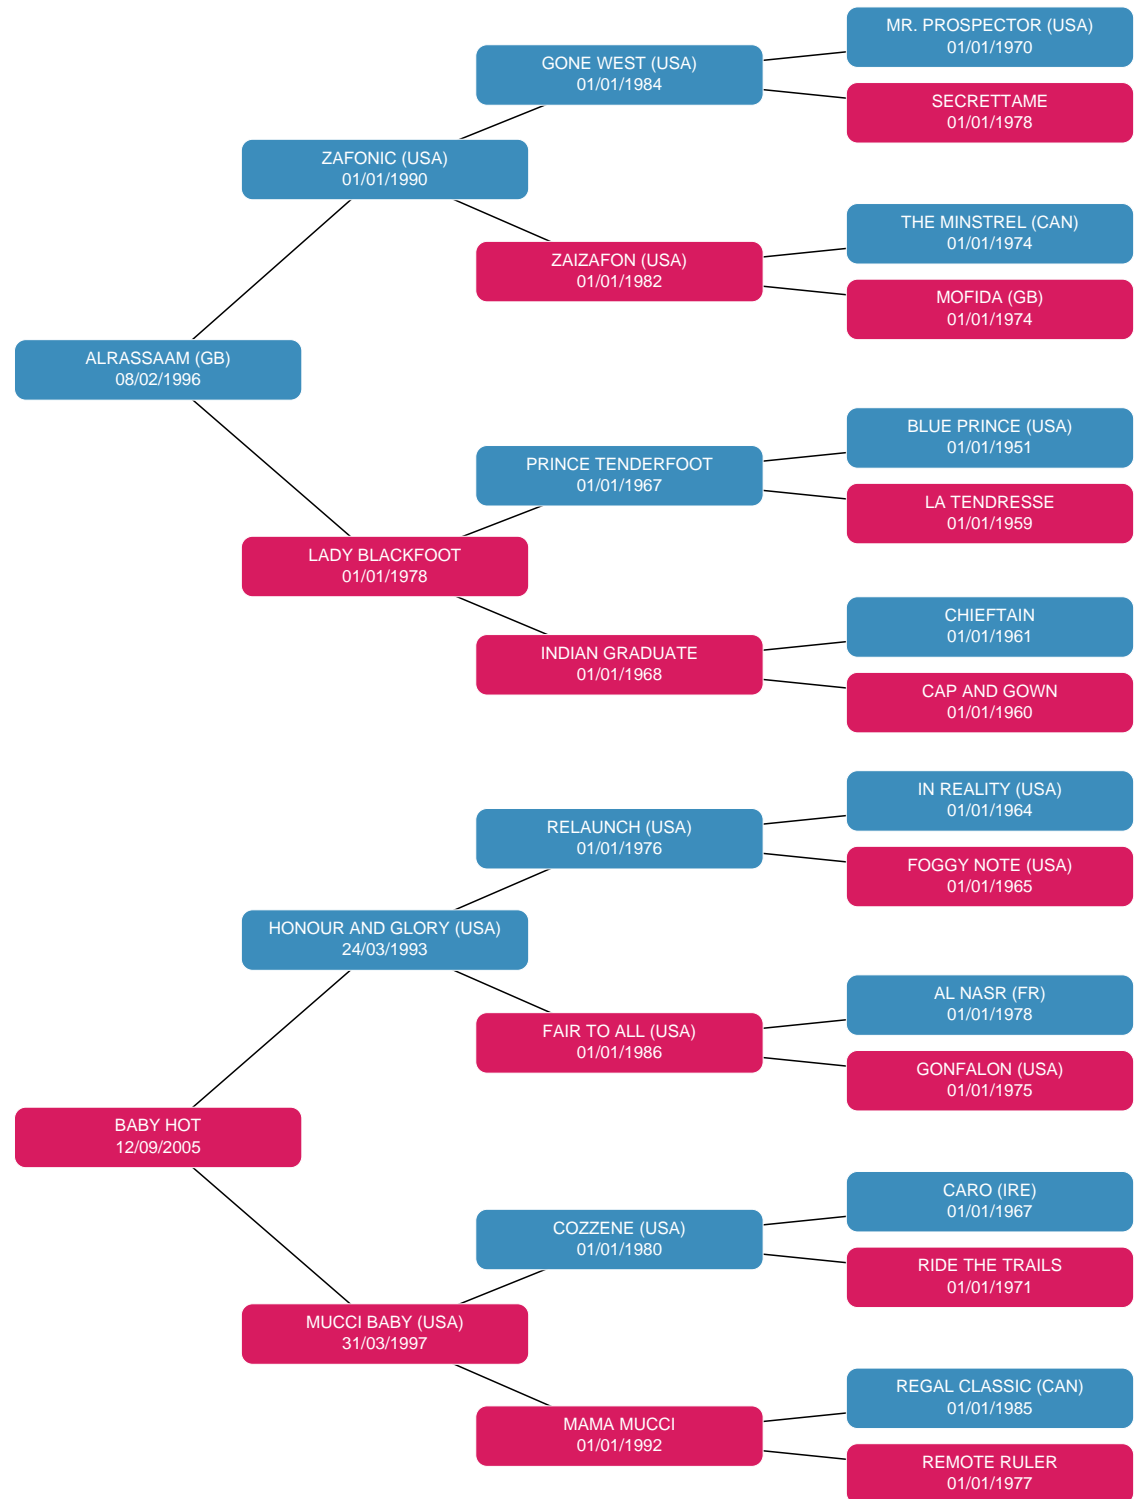 MR. PROSPECTOR (USA)
01/01/1970
GONE WEST (USA)
01/01/1984
SECRETTAME
01/01/1978
ZAFONIC (USA)
01/01/1990
THE MINSTREL (CAN)
01/01/1974
ZAIZAFON (USA)
01/01/1982
MOFIDA (GB)
01/01/1974
ALRASSAAM (GB)
08/02/1996
BLUE PRINCE (USA)
01/01/1951
PRINCE TENDERFOOT
01/01/1967
LA TENDRESSE
01/01/1959
LADY BLACKFOOT
01/01/1978
CHIEFTAIN
01/01/1961
INDIAN GRADUATE
01/01/1968
CAP AND GOWN
01/01/1960
IN REALITY (USA)
01/01/1964
RELAUNCH (USA)
01/01/1976
FOGGY NOTE (USA)
01/01/1965
HONOUR AND GLORY (USA)
24/03/1993
AL NASR (FR)
01/01/1978
FAIR TO ALL (USA)
01/01/1986
GONFALON (USA)
01/01/1975
BABY HOT
12/09/2005
CARO (IRE)
01/01/1967
COZZENE (USA)
01/01/1980
RIDE THE TRAILS
01/01/1971
MUCCI BABY (USA)
31/03/1997
REGAL CLASSIC (CAN)
01/01/1985
MAMA MUCCI
01/01/1992
REMOTE RULER
01/01/1977